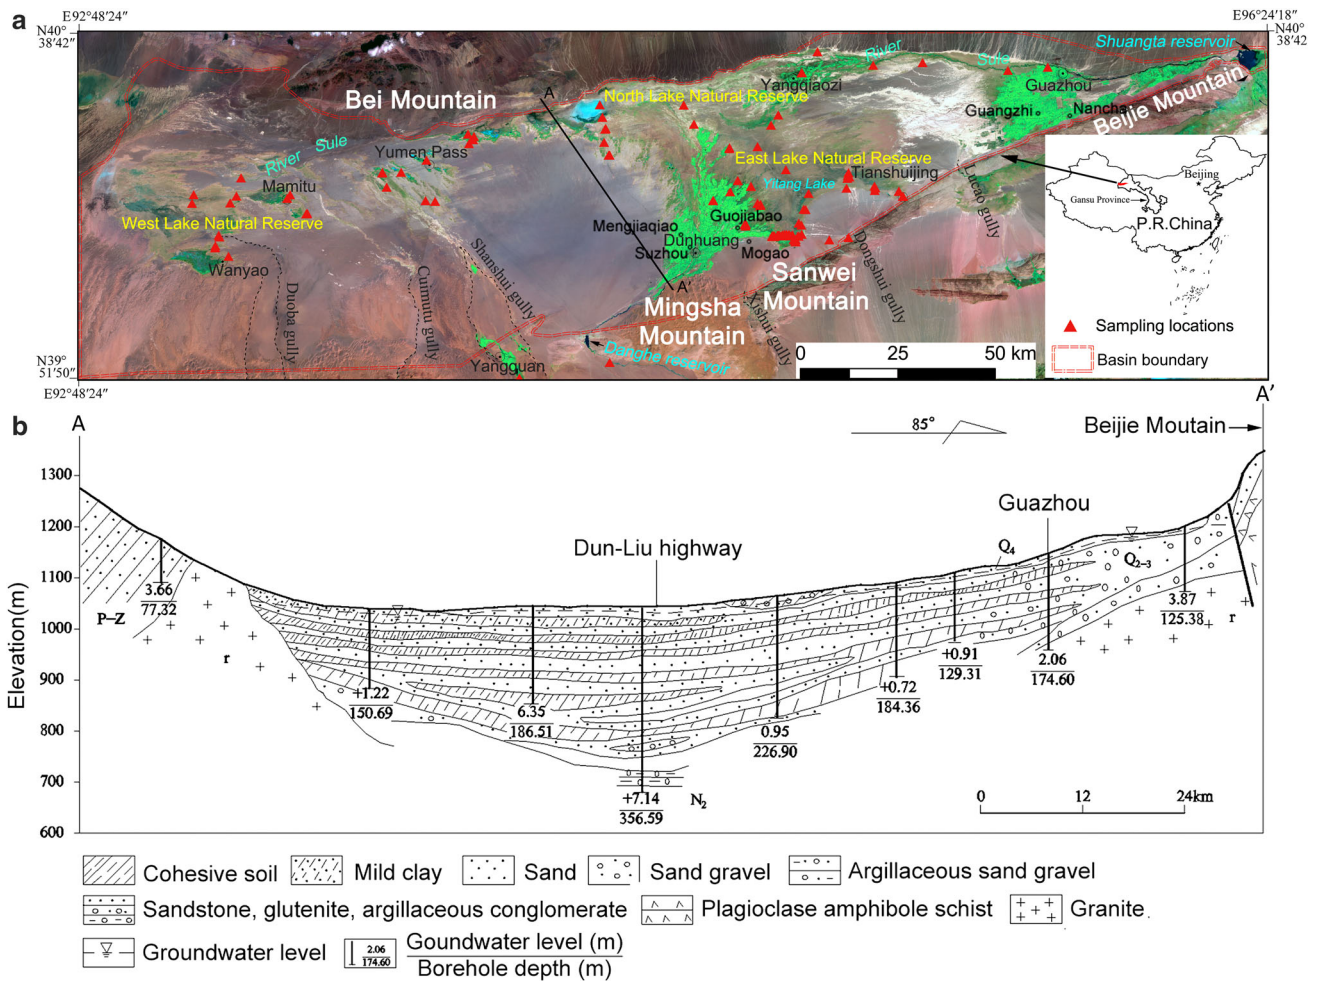 a
E92°48′24″
E96°24′18″
N40°
38′42″
N40°
38′42
Shuangta reservoir
River
Sule
Yangqiaozi
Guazhou
Bei Mountain
A
North Lake Natural Reserve
Guangzhi
Nancha
Beijie Mountain
River Sule
Yumen Pass
East Lake Natural Reserve
Tianshuijing
Yitang Lake
Lucao gully
Beijing
Gansu Province
P.R.China
Mamitu
West Lake Natural Reserve
Guojiabao
Mengjiaqiao
Dunhuang
Suzhou
Mogao
Wanyao
Duoba gully
Cuimutu gully
Shanshui gully
Dongshui gully
Sanwei
Mountain
A'
Mingsha
Mountain
Xishui gully
Sampling locations
Basin boundary
Danghe reservoir
Yangquan
0 25 50 km
N39°
51′50″
E92°48′24″
b
A
A'
85°
Beijie Moutain
Elevation(m)
1300
1200
1100
1000
900
800
700
600
Guazhou
Dun-Liu highway
Q4
Q2-3
P-Z
r
r
N2
3.66
77.32
+1.22
150.69
6.35
186.51
+7.14
356.59
0.95
226.90
+0.72
184.36
+0.91
129.31
2.06
174.60
3.87
125.38
0 12 24km
Cohesive soil
Mild clay
Sand
Sand gravel
Argillaceous sand gravel
Sandstone, glutenite, argillaceous conglomerate
Plagioclase amphibole schist
Granite
Groundwater level
2.06
174.60
Goundwater level (m)
Borehole depth (m)